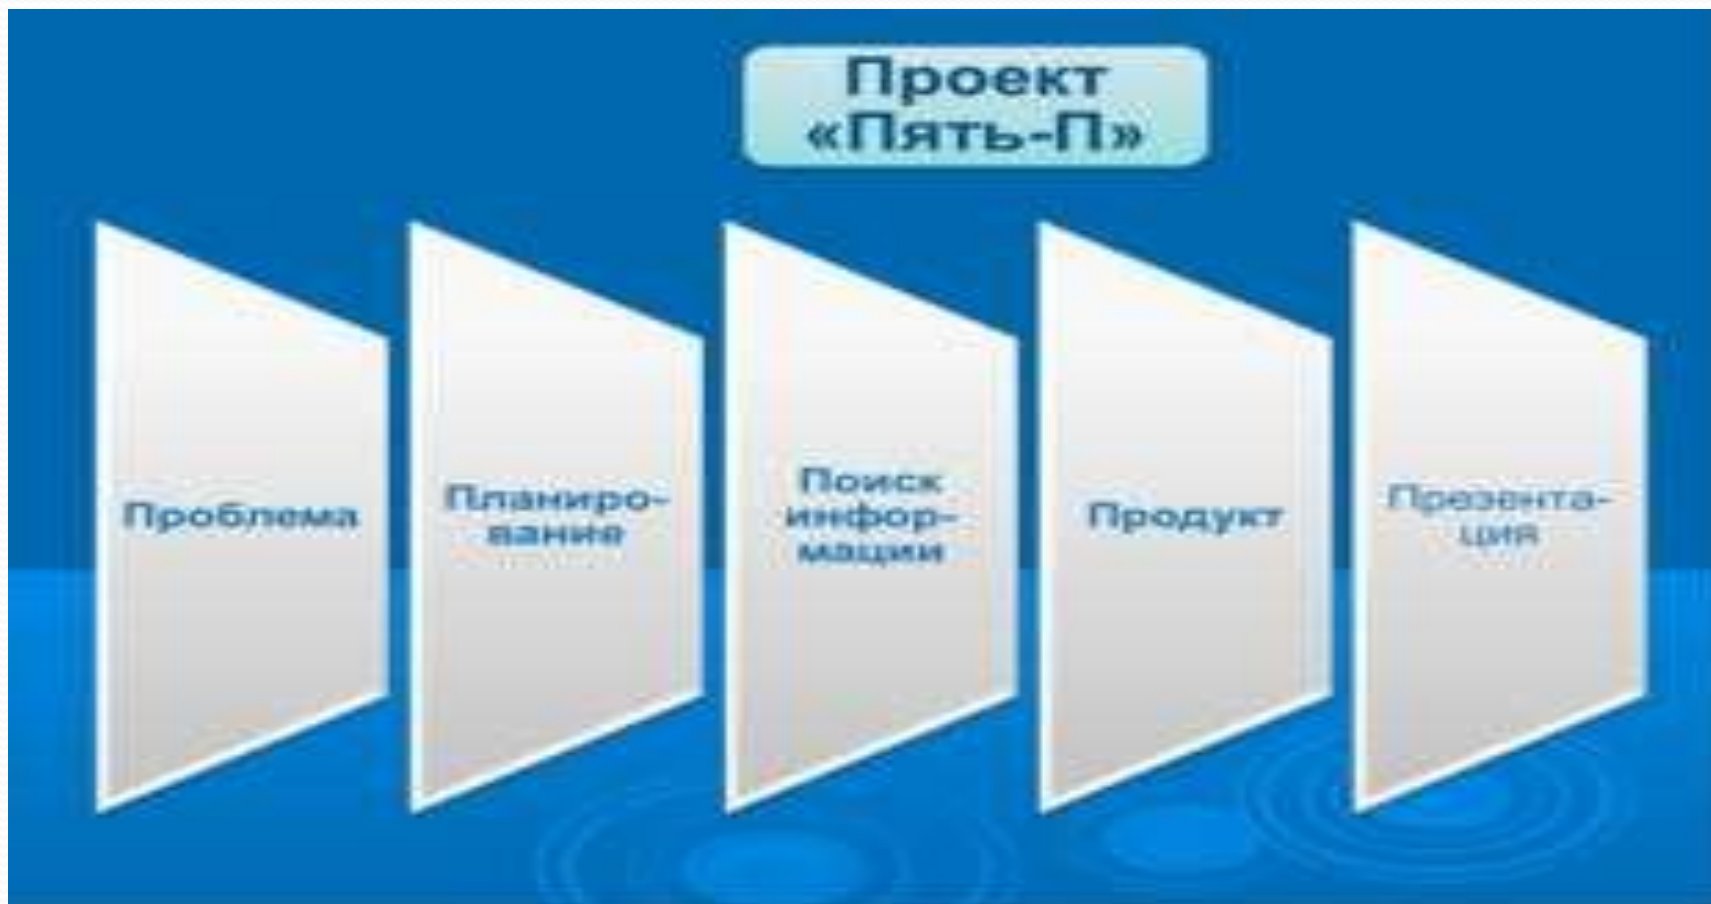 Проект
«Пять-П»
Проблема
Планиро-
вание
Поиск
инфор-
мации
Продукт
Презента-
ция